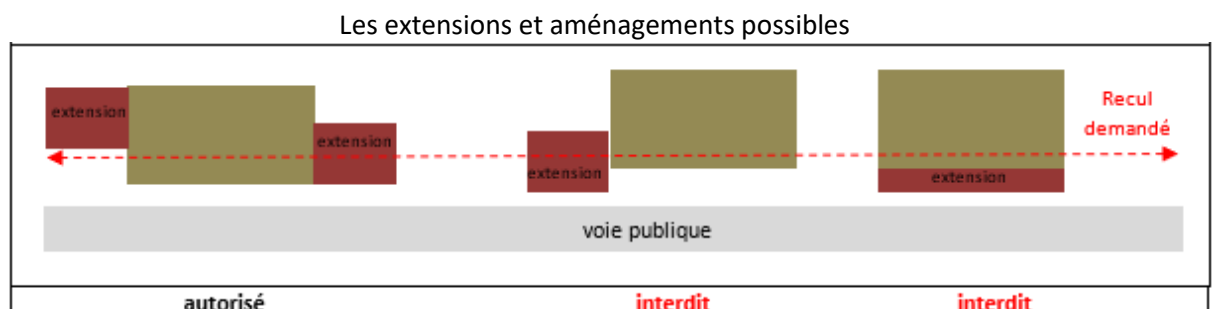 Les extensions et aménagements possibles
extension
extension
extension
extension
Recul
demandé
voie publique
autorisé
interdit
interdit